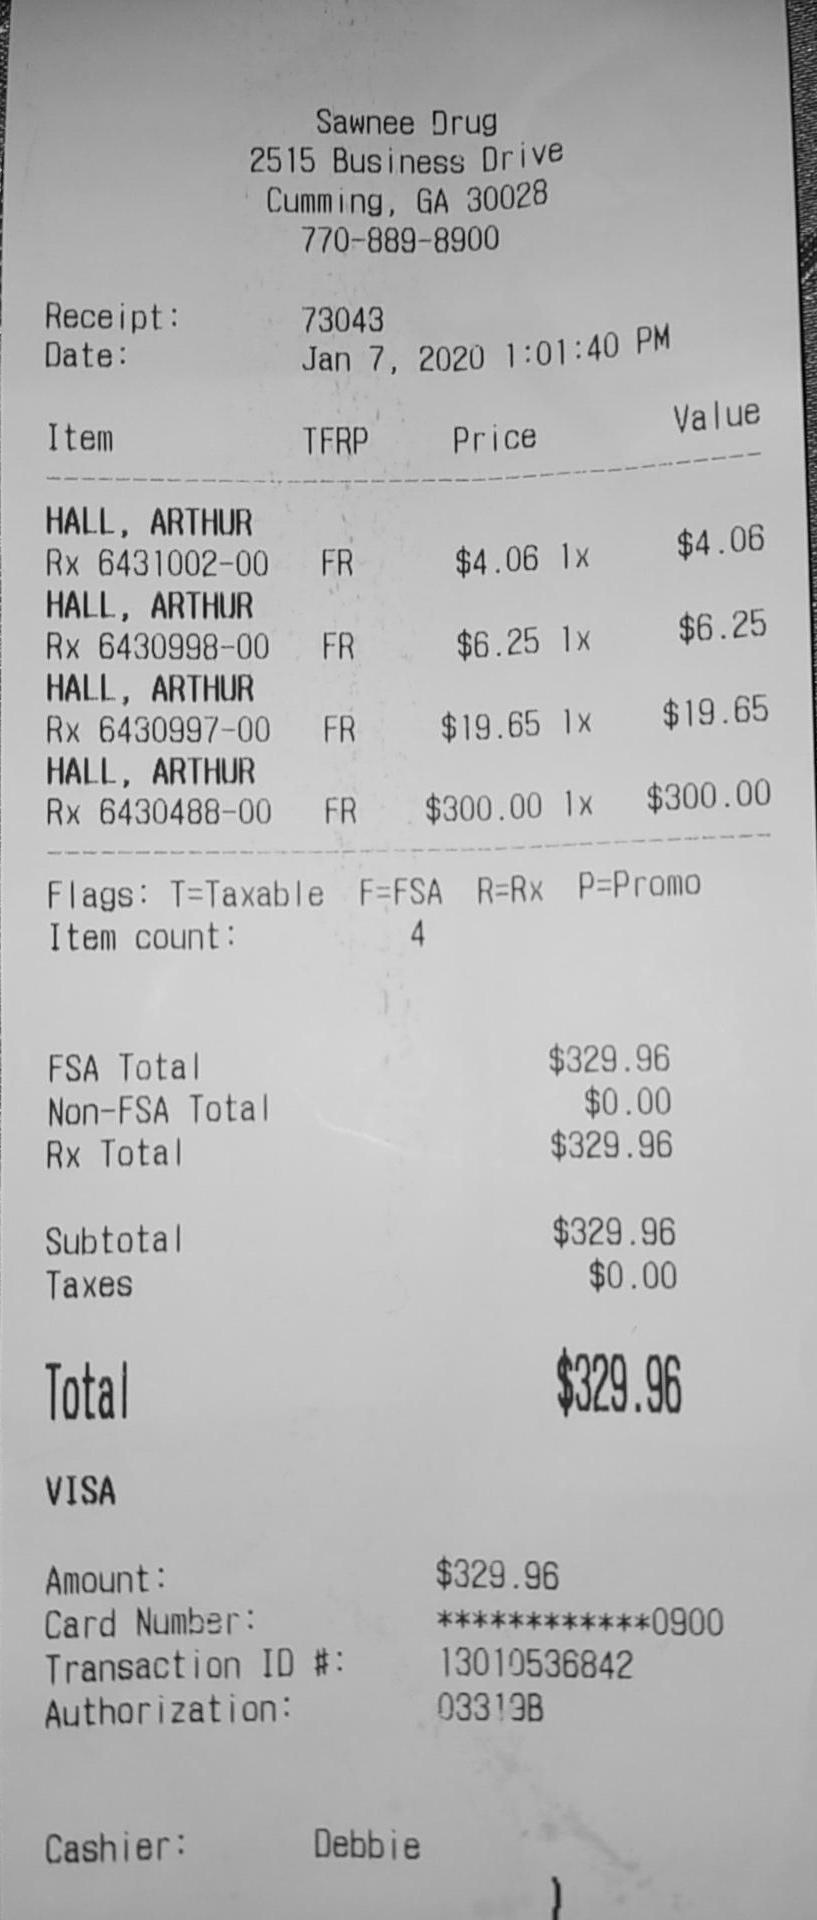 Sawnee Drug
2515 Business Drive
Cumming, GA 30028
770-889-8900
Receipt: 73043
Date: Jan 7, 2020 1:01:40 PM
Item TFRP Price Value
HALL, ARTHUR
Rx 6431002-00 FR $4.06 1x $4.06
HALL, ARTHUR
Rx 6430998-00 FR $6.25 1x $6.25
HALL, ARTHUR
Rx 6430997-00 FR $19.65 1x $19.65
HALL, ARTHUR
Rx 6430488-00 FR $300.00 1x $300.00
Flags: T=Taxable F=FSA R=Rx P=Promo
Item count: 4
FSA Total $329.96
Non-FSA Total $0.00
Rx Total $329.96
Subtotal $329.96
Taxes $0.00
Total $329.96
VISA
Amount: $329.96
Card Number: ************0900
Transaction ID #: 13010536842
Authorization: 03319B
Cashier: Debbie